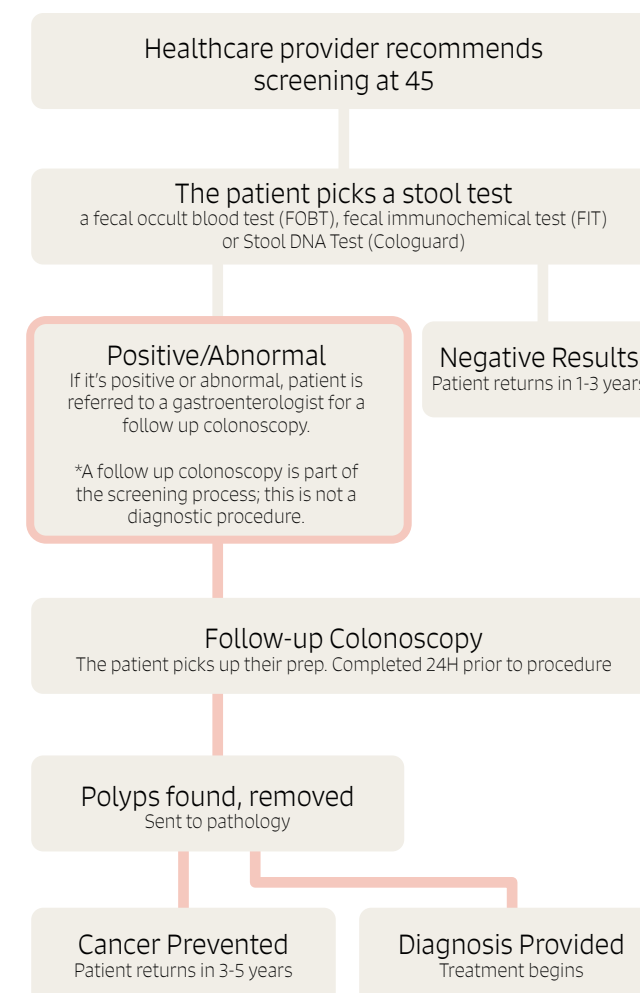 Healthcare provider recommends
screening at 45
The patient picks a stool test
a fecal occult blood test (FOBT), fecal immunochemical test (FIT)
or Stool DNA Test (Cologuard)
Positive/Abnormal
If it's positive or abnormal, patient is
referred to a gastroenterologist for a
follow up colonoscopy.
*A follow up colonoscopy is part of
the screening process; this is not a
diagnostic procedure.
Negative Results
Patient returns in 1-3 years
Follow-up Colonoscopy
The patient picks up their prep. Completed 24H prior to procedure
Polyps found, removed
Sent to pathology
Cancer Prevented
Patient returns in 3-5 years
Diagnosis Provided
Treatment begins